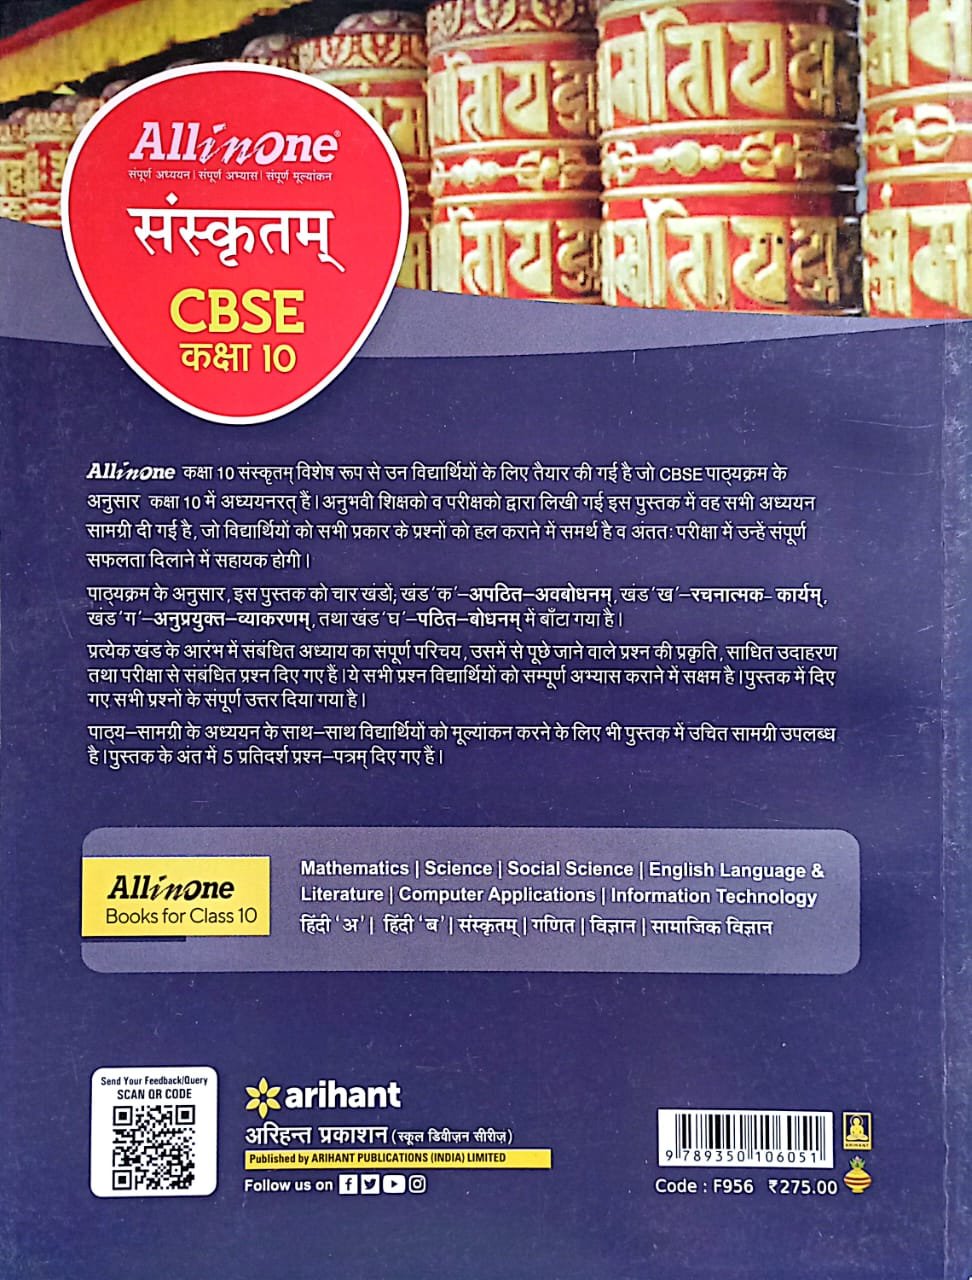 All in One®
संपूर्ण अध्ययन | संपूर्ण अभ्यास | संपूर्ण मूल्यांकन
संस्कृतम्
CBSE
कक्षा 10
All in One कक्षा 10 संस्कृतम् विशेष रूप से उन विद्यार्थियों के लिए तैयार की गई है जो CBSE पाठ्यक्रम के
अनुसार कक्षा 10 में अध्ययनरत् हैं। अनुभवी शिक्षको व परीक्षको द्वारा लिखी गई इस पुस्तक में वह सभी अध्ययन
सामग्री दी गई है, जो विद्यार्थियों को सभी प्रकार के प्रश्नों को हल कराने में समर्थ है व अंततः परीक्षा में उन्हें संपूर्ण
सफलता दिलाने में सहायक होगी।
पाठ्यक्रम के अनुसार, इस पुस्तक को चार खंडों; खंड 'क'–अपठित–अवबोधनम्, खंड 'ख'–रचनात्मक– कार्यम्,
खंड 'ग'–अनुप्रयुक्त–व्याकरणम्, तथा खंड 'घ'–पठित–बोधनम् में बाँटा गया है।
प्रत्येक खंड के आरंभ में संबंधित अध्याय का संपूर्ण परिचय, उसमें से पूछे जाने वाले प्रश्न की प्रकृति, साधित उदाहरण
तथा परीक्षा से संबंधित प्रश्न दिए गए हैं। ये सभी प्रश्न विद्यार्थियों को सम्पूर्ण अभ्यास कराने में सक्षम है। पुस्तक में दिए
गए सभी प्रश्नों के संपूर्ण उत्तर दिया गया है।
पाठ्य–सामग्री के अध्ययन के साथ–साथ विद्यार्थियों को मूल्यांकन करने के लिए भी पुस्तक में उचित सामग्री उपलब्ध
है। पुस्तक के अंत में 5 प्रतिदर्श प्रश्न–पत्रम् दिए गए हैं।
All in One
Books for Class 10
Mathematics | Science | Social Science | English Language &
Literature | Computer Applications | Information Technology
हिंदी 'अ' | हिंदी 'ब' | संस्कृतम् | गणित | विज्ञान | सामाजिक विज्ञान
Send Your Feedback/Query
SCAN QR CODE
arihant
अरिहन्त प्रकाशन (स्कूल डिवीज़न सीरीज़)
Published by ARIHANT PUBLICATIONS (INDIA) LIMITED
Follow us on
9 789350 106051
ARIHANT
Code : F956 ₹275.00